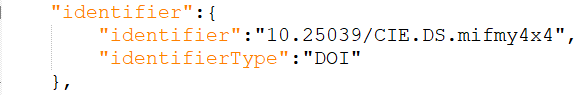 "identifier":{
"identifier":"10.25039/CIE.DS.mifmy4x4",
"identifierType":"DOI"
},